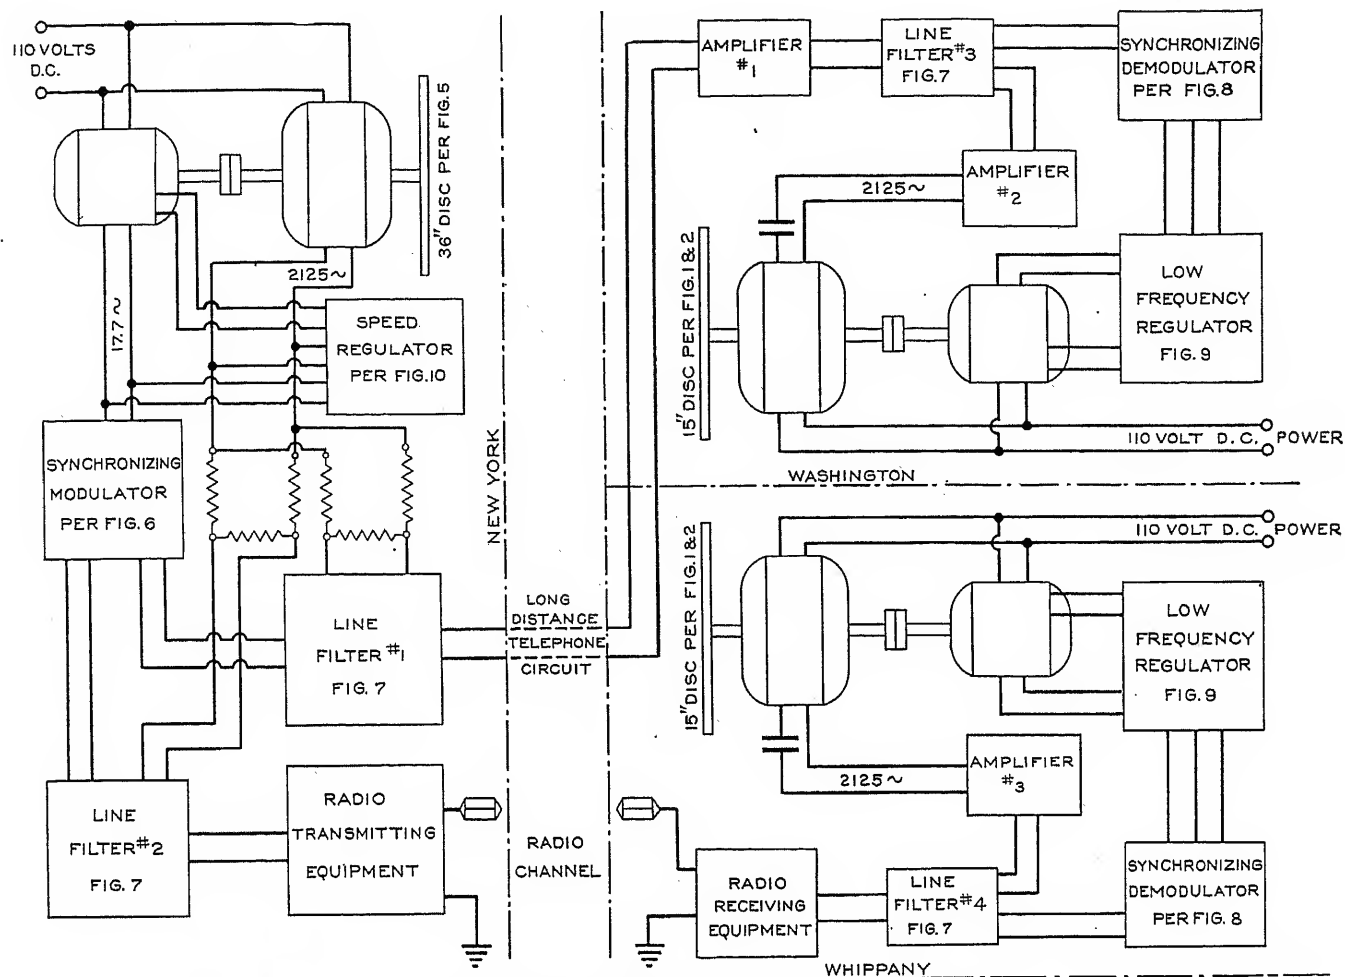 110 VOLTS
D.C.
36" DISC PER FIG.5
2125~
17.7~
SPEED
REGULATOR
PER FIG.10
SYNCHRONIZING
MODULATOR
PER FIG.6
LINE
FILTER #1
FIG. 7
LINE
FILTER #2
FIG. 7
RADIO
TRANSMITTING
EQUIPMENT
NEW YORK
LONG
DISTANCE
TELEPHONE
CIRCUIT
RADIO
CHANNEL
AMPLIFIER
#1
LINE
FILTER #3
FIG.7
SYNCHRONIZING
DEMODULATOR
PER FIG.8
AMPLIFIER
#2
2125~
15" DISC PER FIG.1&2
LOW
FREQUENCY
REGULATOR
FIG.9
110 VOLT D.C. POWER
WASHINGTON
110 VOLT D.C. POWER
15" DISC PER FIG.1&2
LOW
FREQUENCY
REGULATOR
FIG.9
AMPLIFIER
#3
2125~
RADIO
RECEIVING
EQUIPMENT
LINE
FILTER #4
FIG.7
SYNCHRONIZING
DEMODULATOR
PER FIG.8
WHIPPANY